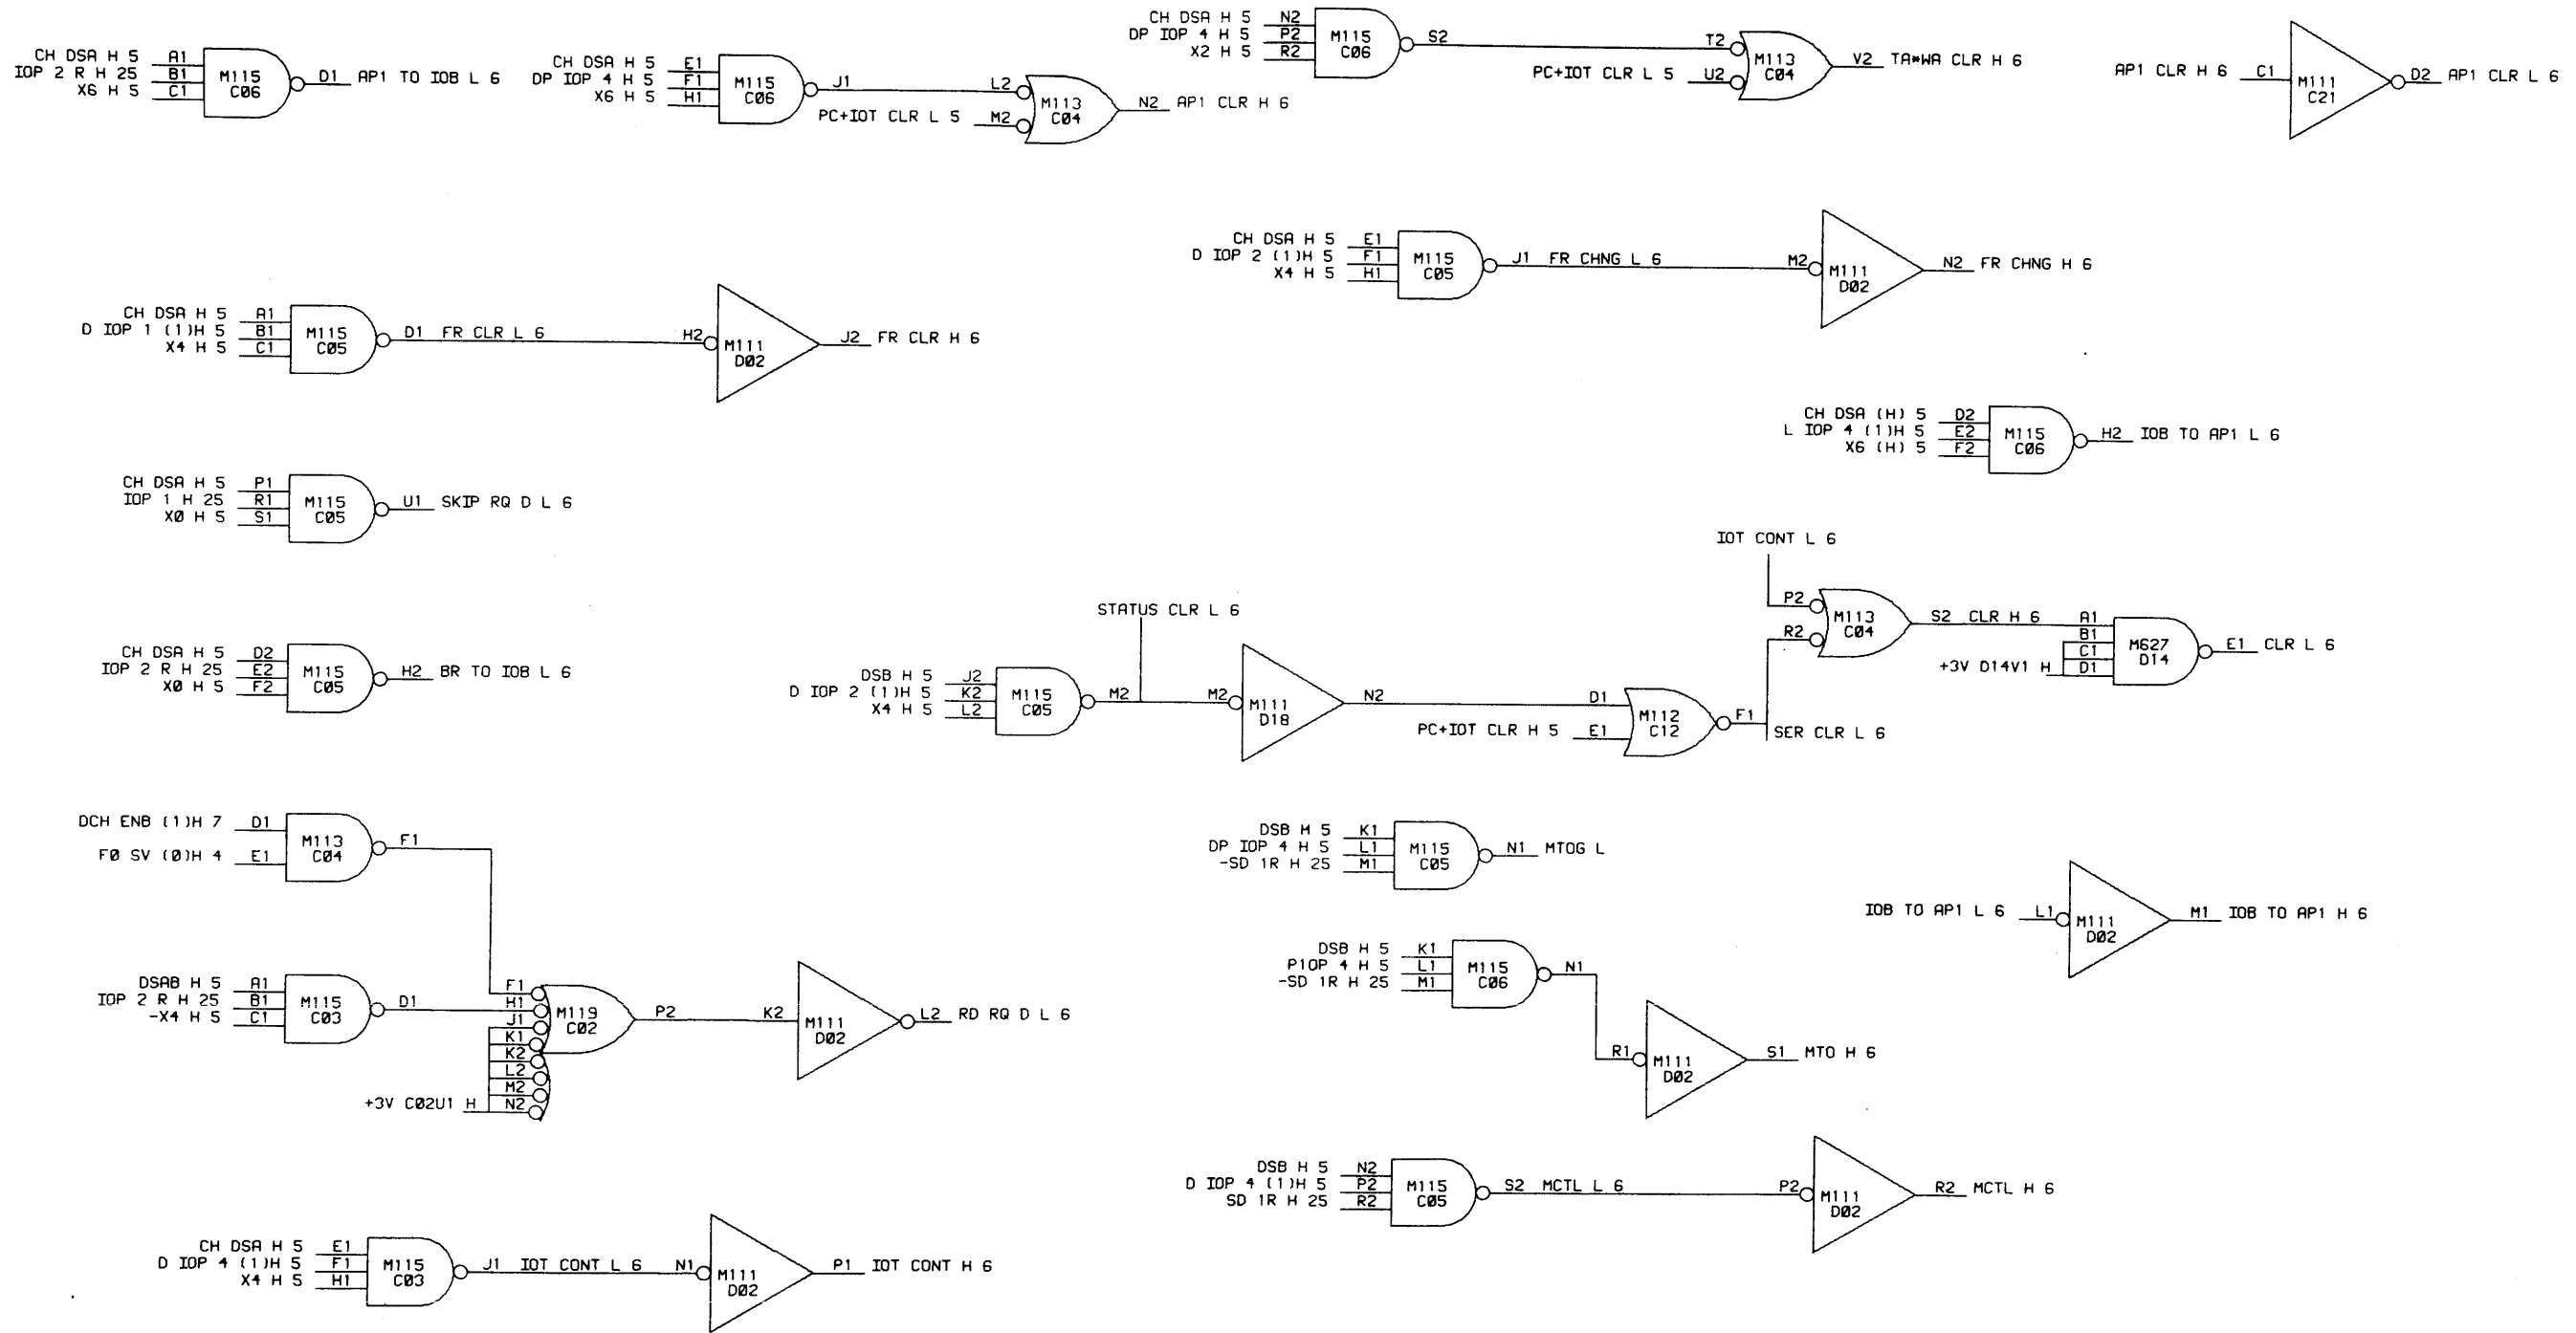 CH DSA H 5 A1
IOP 2 R H 25 B1
X6 H 5 C1
M115
C06
D1 AP1 TO IOB L 6
CH DSA H 5 E1
DP IOP 4 H 5 F1
X6 H 5 H1
M115
C06
J1 L2
PC+IOT CLR L 5 M2
M113
C04
N2 AP1 CLR H 6
CH DSA H 5 N2
DP IOP 4 H 5 P2
X2 H 5 R2
M115
C06
S2 T2
PC+IOT CLR L 5 U2
M113
C04
V2 TA*WA CLR H 6
AP1 CLR H 6 C1
M111
C21
D2 AP1 CLR L 6
CH DSA H 5 E1
D IOP 2 (1)H 5 F1
X4 H 5 H1
M115
C05
J1 FR CHNG L 6 M2
M111
D02
N2 FR CHNG H 6
CH DSA H 5 A1
D IOP 1 (1)H 5 B1
X4 H 5 C1
M115
C05
D1 FR CLR L 6 H2
M111
D02
J2 FR CLR H 6
CH DSA (H) 5 D2
L IOP 4 (1)H 5 E2
X6 (H) 5 F2
M115
C06
H2 IOB TO AP1 L 6
CH DSA H 5 P1
IOP 1 H 25 R1
X0 H 5 S1
M115
C05
U1 SKIP RQ D L 6
CH DSA H 5 D2
IOP 2 R H 25 E2
X0 H 5 F2
M115
C05
H2 BR TO IOB L 6
STATUS CLR L 6
DSB H 5 J2
D IOP 2 (1)H 5 K2
X4 H 5 L2
M115
C05
M2 M2
M111
D18
N2 D1
PC+IOT CLR H 5 E1
M112
C12
F1
SER CLR L 6
IOT CONT L 6
P2
R2
M113
C04
S2 CLR H 6 A1
B1
C1
+3V D14V1 H D1
M627
D14
E1 CLR L 6
DCH ENB (1)H 7 D1
F0 SV (0)H 4 E1
M113
C04
F1
DSAB H 5 A1
IOP 2 R H 25 B1
-X4 H 5 C1
M115
C03
D1
F1
H1
J1
K1
K2
L2
M2
+3V C02U1 H N2
M119
C02
P2 K2
M111
D02
L2 RD RQ D L 6
DSB H 5 K1
DP IOP 4 H 5 L1
-SD 1R H 25 M1
M115
C05
N1 MTOG L
IOB TO AP1 L 6 L1
M111
D02
M1 IOB TO AP1 H 6
DSB H 5 K1
P1OP 4 H 5 L1
-SD 1R H 25 M1
M115
C06
N1
R1
M111
D02
S1 MTO H 6
DSB H 5 N2
D IOP 4 (1)H 5 P2
SD 1R H 25 R2
M115
C05
S2 MCTL L 6 P2
M111
D02
R2 MCTL H 6
CH DSA H 5 E1
D IOP 4 (1)H 5 F1
X4 H 5 H1
M115
C03
J1 IOT CONT L 6 N1
M111
D02
P1 IOT CONT H 6